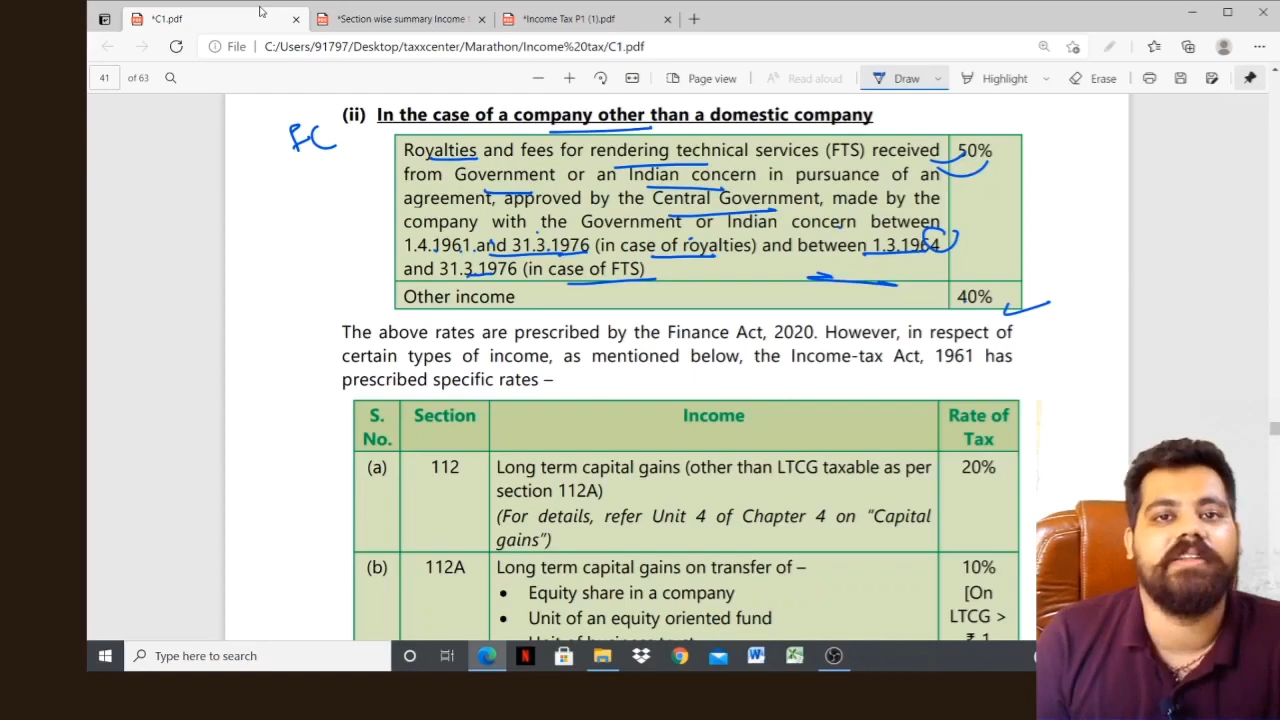 *C1.pdf
*Section wise summary Income
*Income Tax P1 (1).pdf
File
C:/Users/91797/Desktop/taxxcenter/Marathon/Income%20tax/C1.pdf
41 of 63
Page view
Read aloud
Draw
Highlight
Erase
FC
(ii) In the case of a company other than a domestic company
Royalties and fees for rendering technical services (FTS) received 50%
from Government or an Indian concern in pursuance of an
agreement, approved by the Central Government, made by the
company with the Government or Indian concern between
1.4.1961 and 31.3.1976 (in case of royalties) and between 1.3.1964
and 31.3.1976 (in case of FTS)
Other income 40%
The above rates are prescribed by the Finance Act, 2020. However, in respect of
certain types of income, as mentioned below, the Income-tax Act, 1961 has
prescribed specific rates –
S. No.
Section
Income
Rate of Tax
(a) 112 Long term capital gains (other than LTCG taxable as per 20%
section 112A)
(For details, refer Unit 4 of Chapter 4 on "Capital
gains")
(b) 112A Long term capital gains on transfer of – 10%
• Equity share in a company [On
• Unit of an equity oriented fund LTCG >
Type here to search